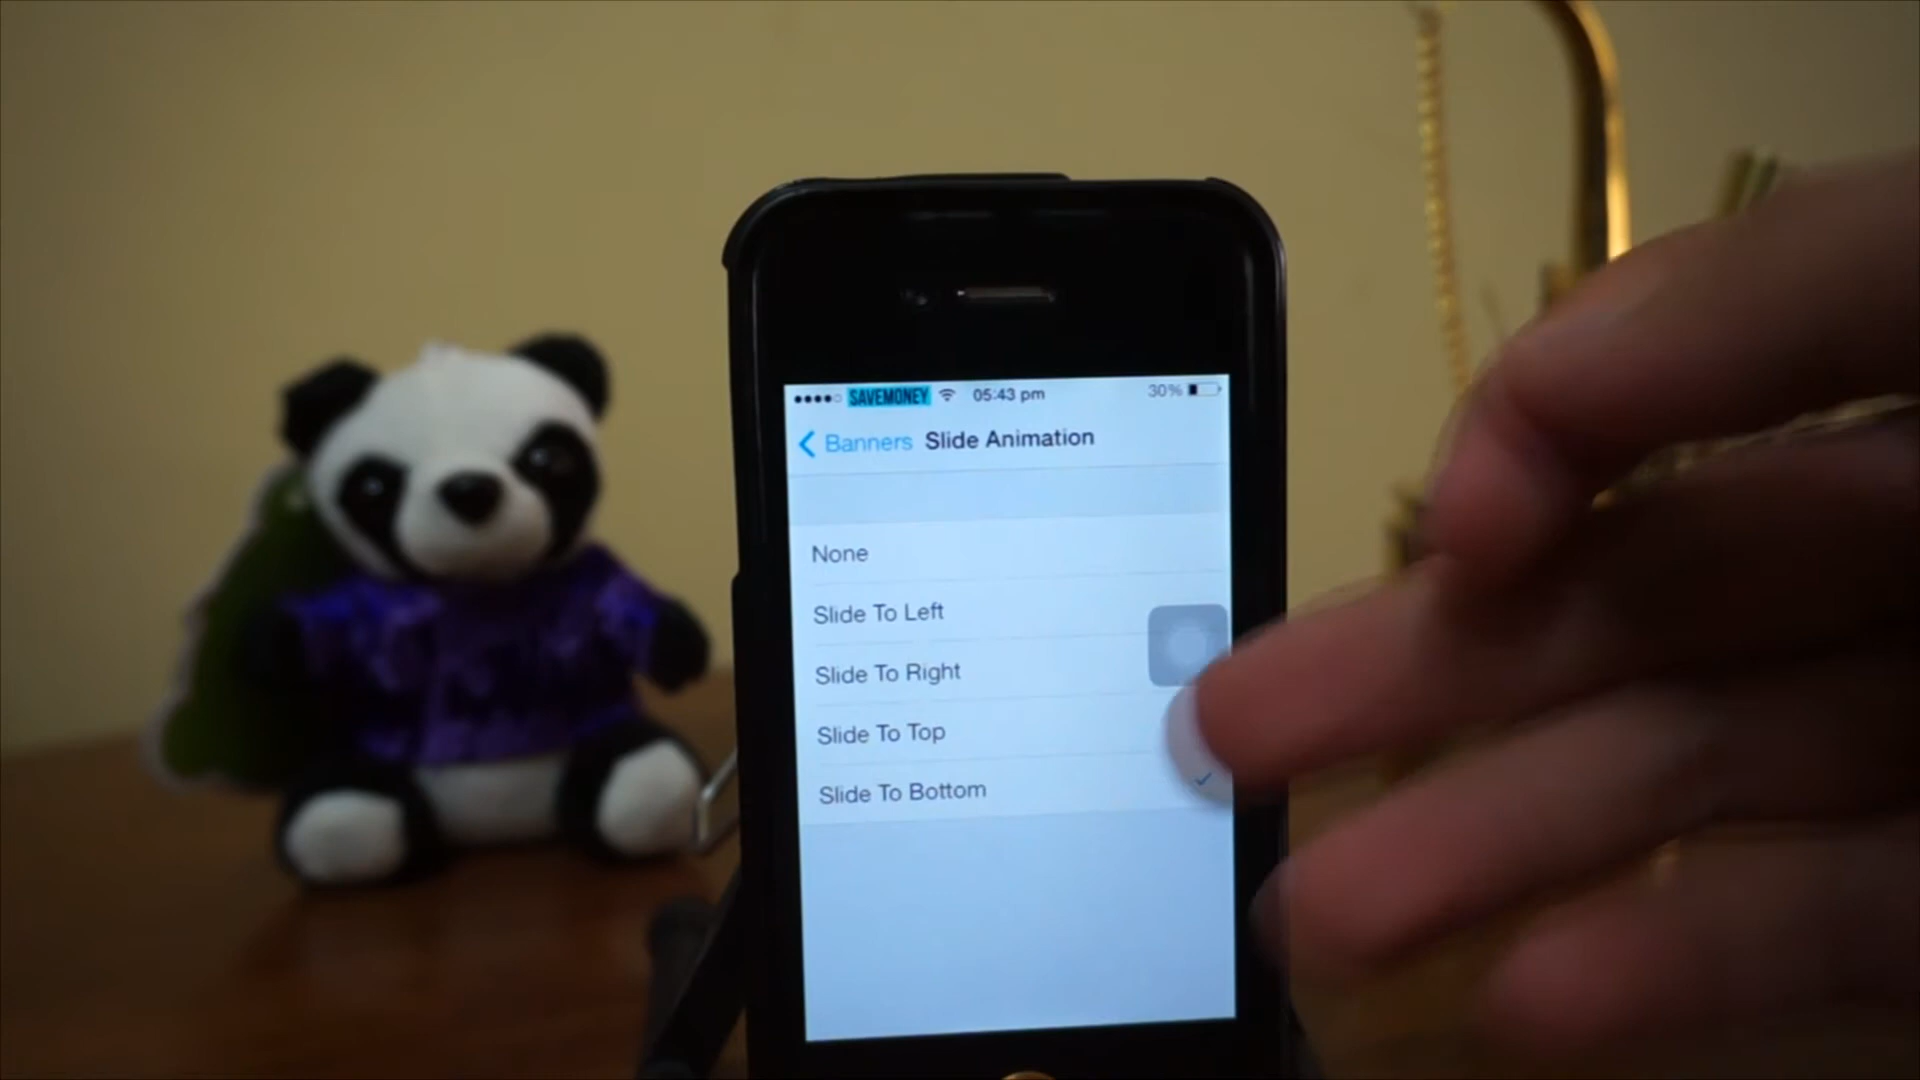 SAVEMONEY 05:43 pm 30%
Banners Slide Animation
None
Slide To Left
Slide To Right
Slide To Top
Slide To Bottom